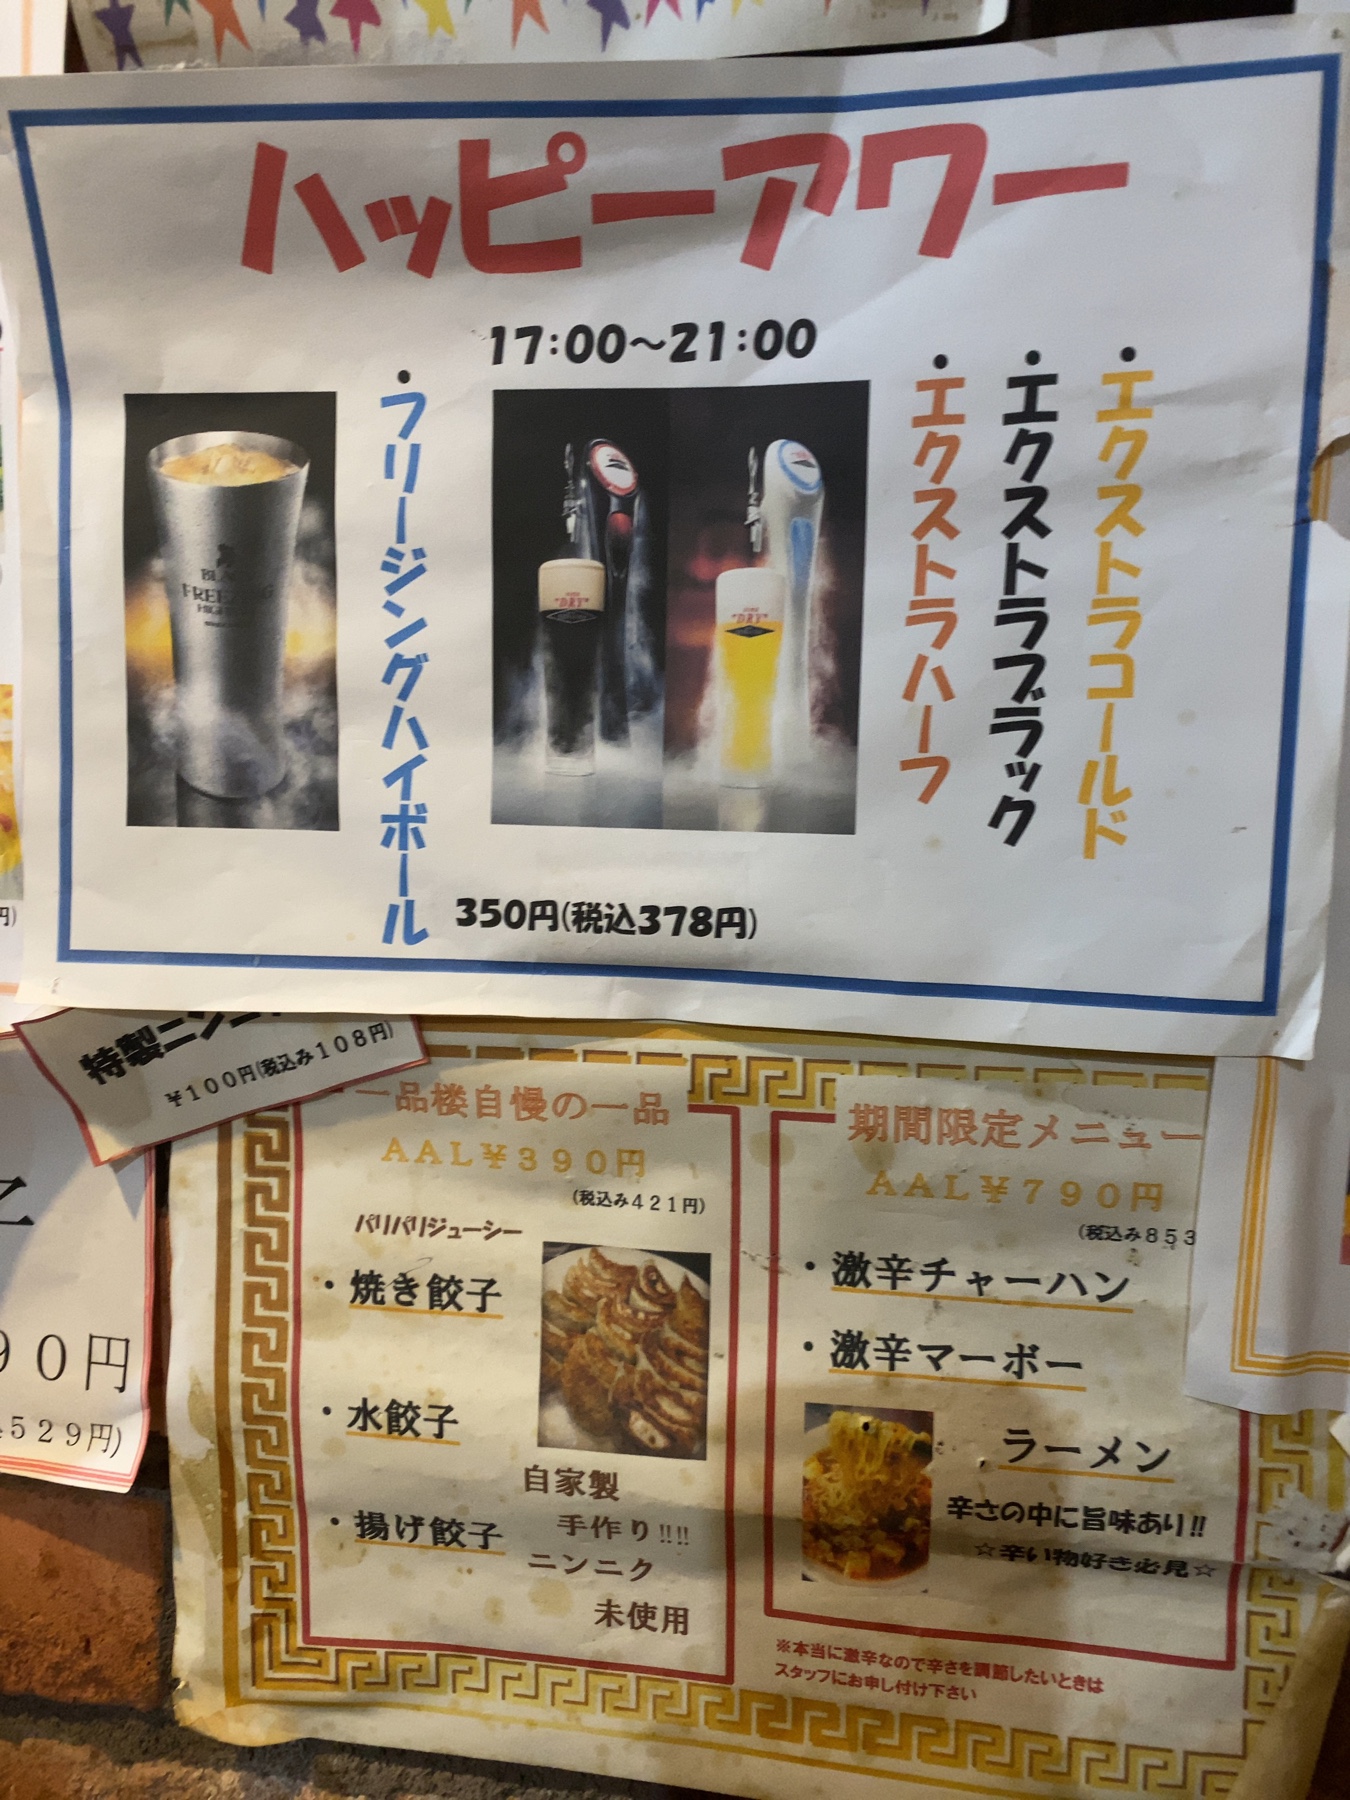 ハッピーアワー
17:00～21:00
・エクストラコールド
・エクストラブラック
・エクストラハーフ
・フリージングハイボール
FREEZING
"DRY"
"DRY"
350円(税込378円)
円)
特製ニンニ
￥100円(税込み108円)
90円
529円)
一品楼自慢の一品
AAL￥390円
(税込み421円)
パリパリジューシー
・焼き餃子
・水餃子
・揚げ餃子
自家製
手作り!!!!
ニンニク
未使用
期間限定メニュー
AAL￥790円
(税込み853
・激辛チャーハン
・激辛マーボー
ラーメン
辛さの中に旨味あり!!
☆辛い物好き必見☆
※本当に激辛なので辛さを調節したいときは
スタッフにお申し付け下さい